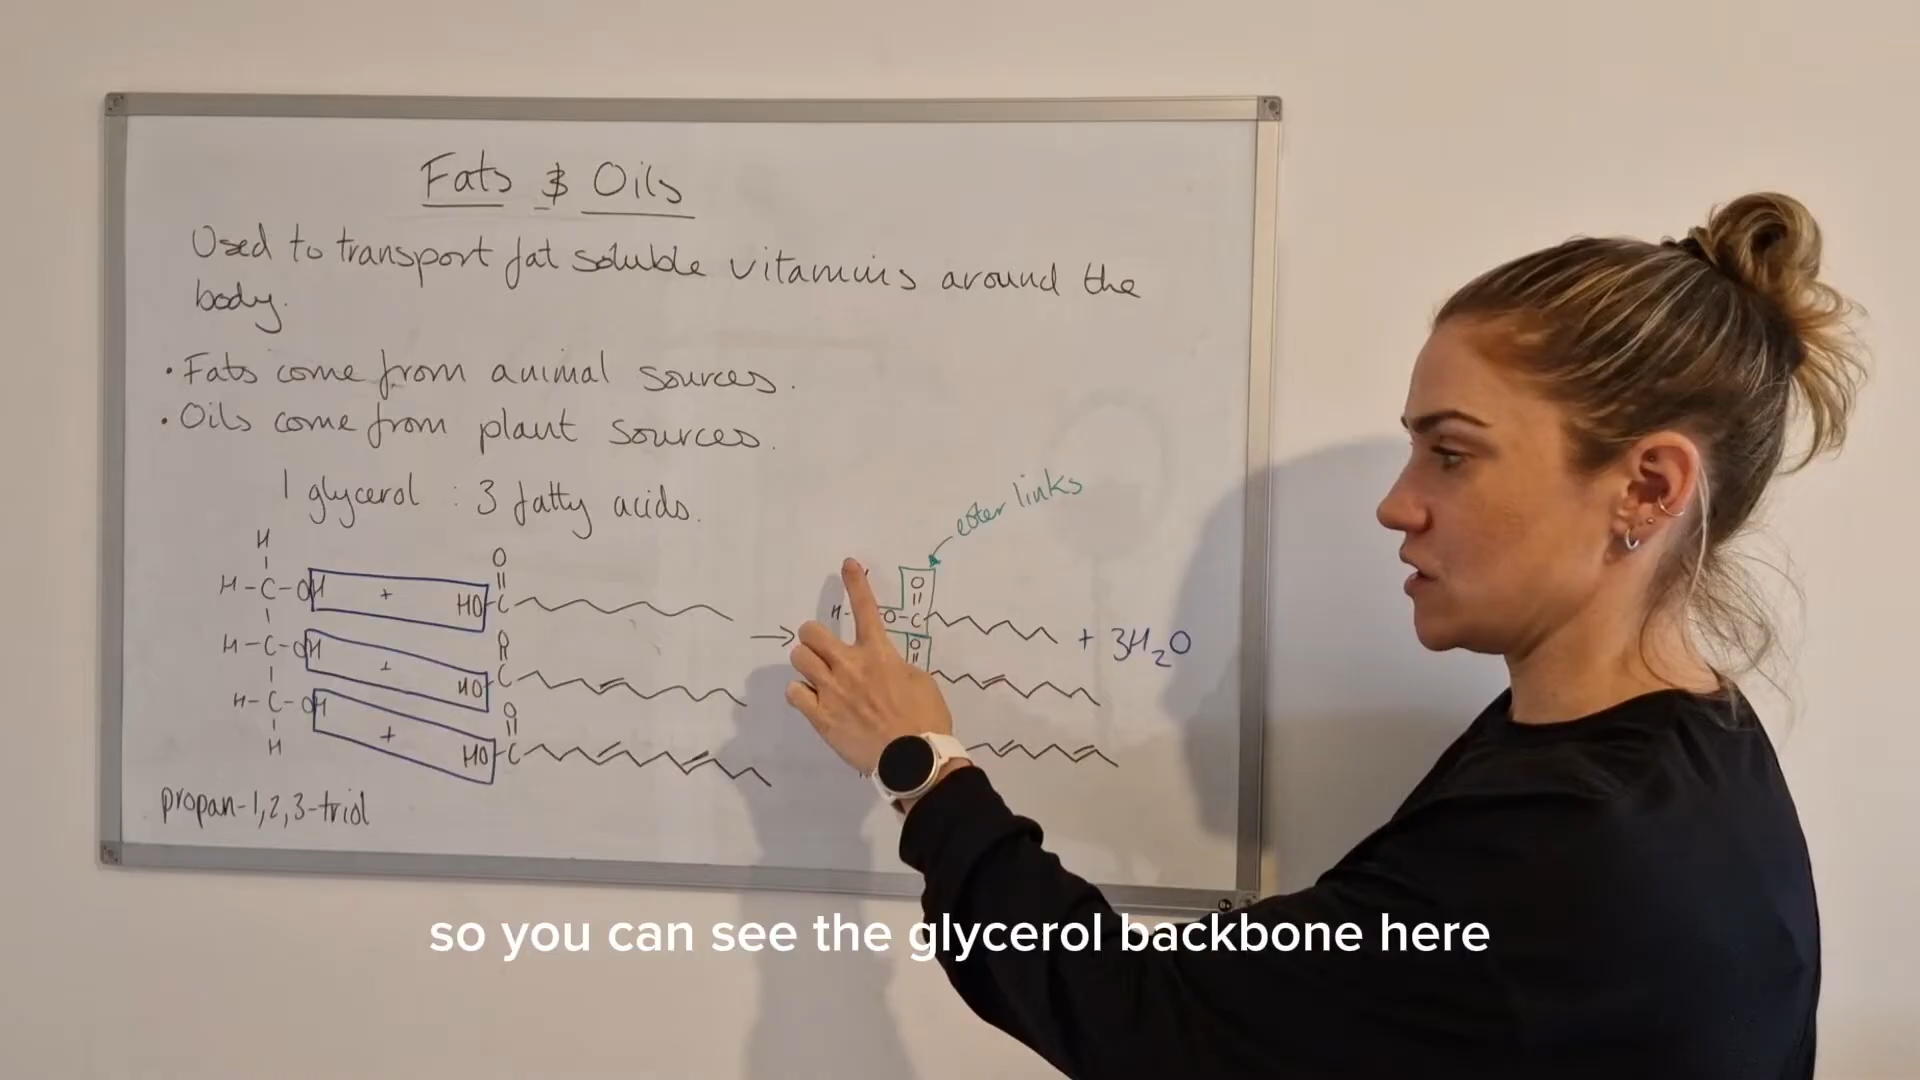 Fats & Oils
Used to transport fat soluble vitamins around the
body.
• Fats come from animal sources.
• Oils come from plant sources.
1 glycerol : 3 fatty acids.
ester links
H
O
O
H-C-OH + HO C
H- O-C
+ 3H2O
O
O
H-C-OH + HO C
H-C-OH + HO C
O
H
propan-1,2,3-triol
so you can see the glycerol backbone here